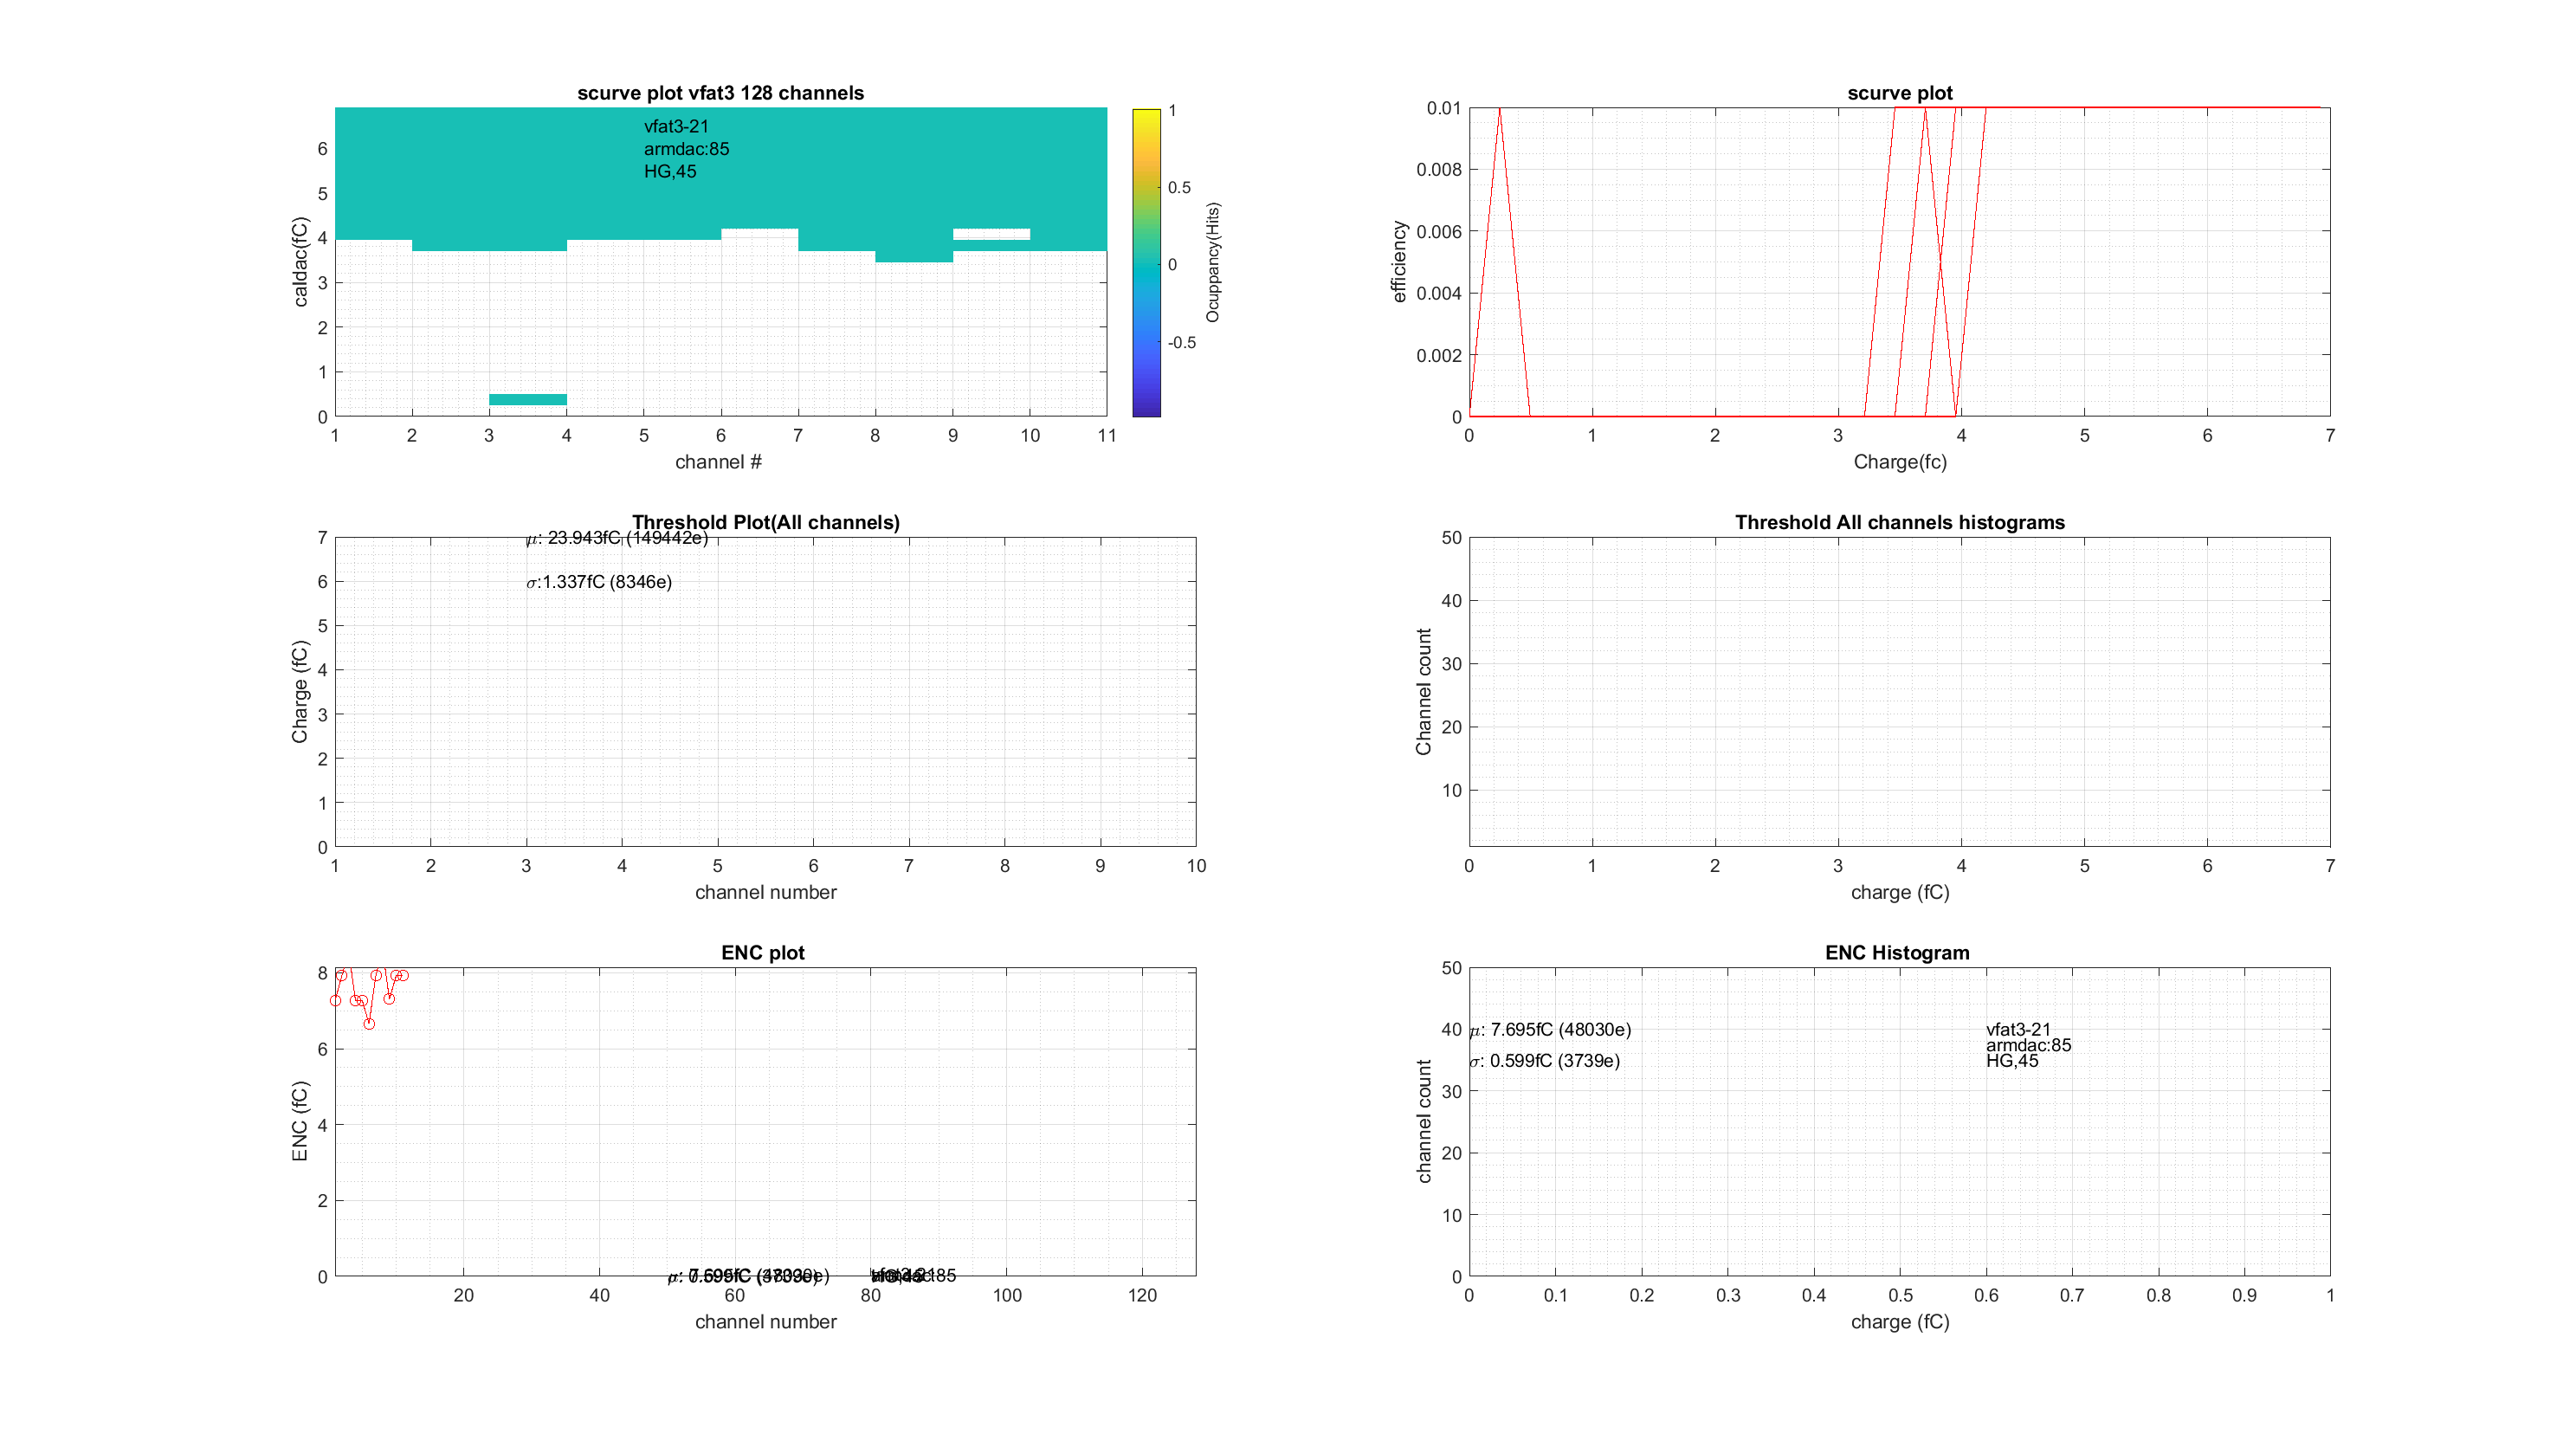 scurve plot vfat3 128 channels
vfat3-21
armdac:85
HG,45
caldac(fC)
6
5
4
3
2
1
0
1 2 3 4 5 6 7 8 9 10 11
channel #
1
0.5
0
-0.5
Ocuppancy(Hits)
scurve plot
efficiency
0.01
0.008
0.006
0.004
0.002
0
0 1 2 3 4 5 6 7
Charge(fc)
Threshold Plot(All channels)
μ: 23.943fC (149442e)
σ:1.337fC (8346e)
Charge (fC)
7
6
5
4
3
2
1
0
1 2 3 4 5 6 7 8 9 10
channel number
Threshold All channels histograms
Channel count
50
40
30
20
10
0 1 2 3 4 5 6 7
charge (fC)
ENC plot
ENC (fC)
8
6
4
2
0
20 40 60 80 100 120
channel number
ENC Histogram
μ: 7.695fC (48030e)
σ: 0.599fC (3739e)
vfat3-21
armdac:85
HG,45
channel count
50
40
30
20
10
0
0 0.1 0.2 0.3 0.4 0.5 0.6 0.7 0.8 0.9 1
charge (fC)